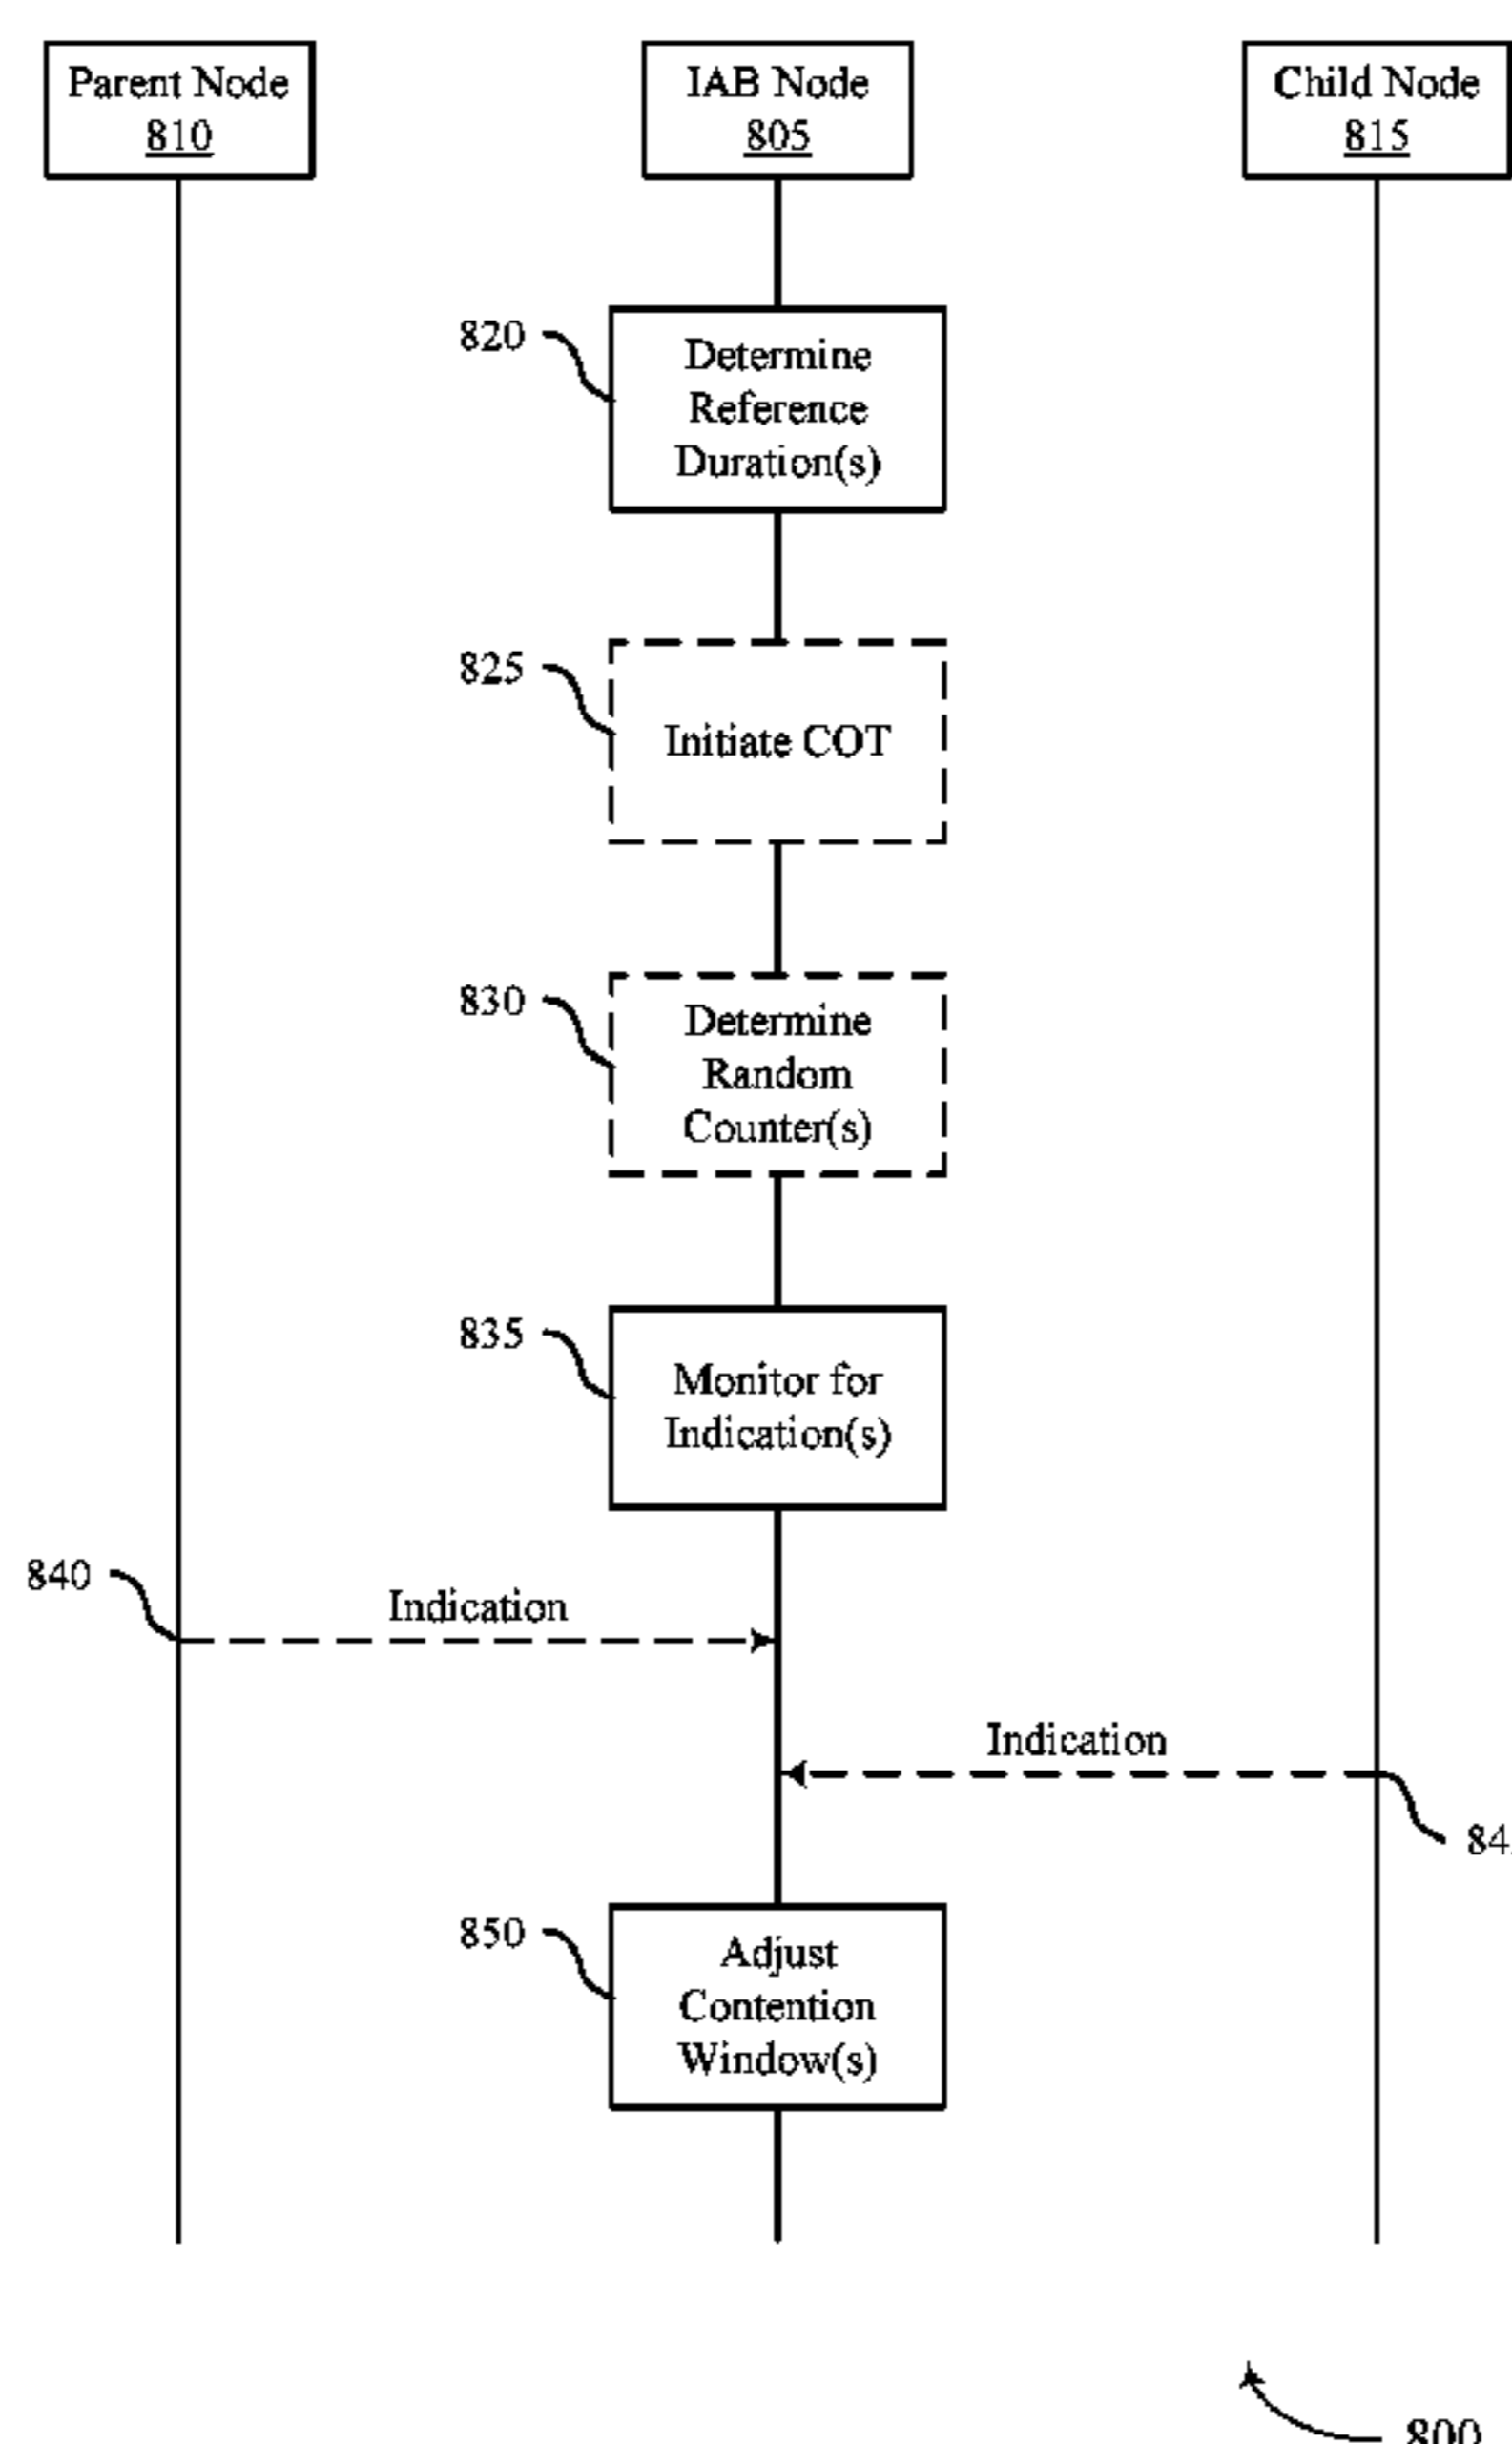 Parent Node
810
IAB Node
805
Child Node
815
820
Determine
Reference
Duration(s)
825
Initiate COT
830
Determine
Random
Counter(s)
835
Monitor for
Indication(s)
840
Indication
Indication
850
Adjust
Contention
Window(s)
800